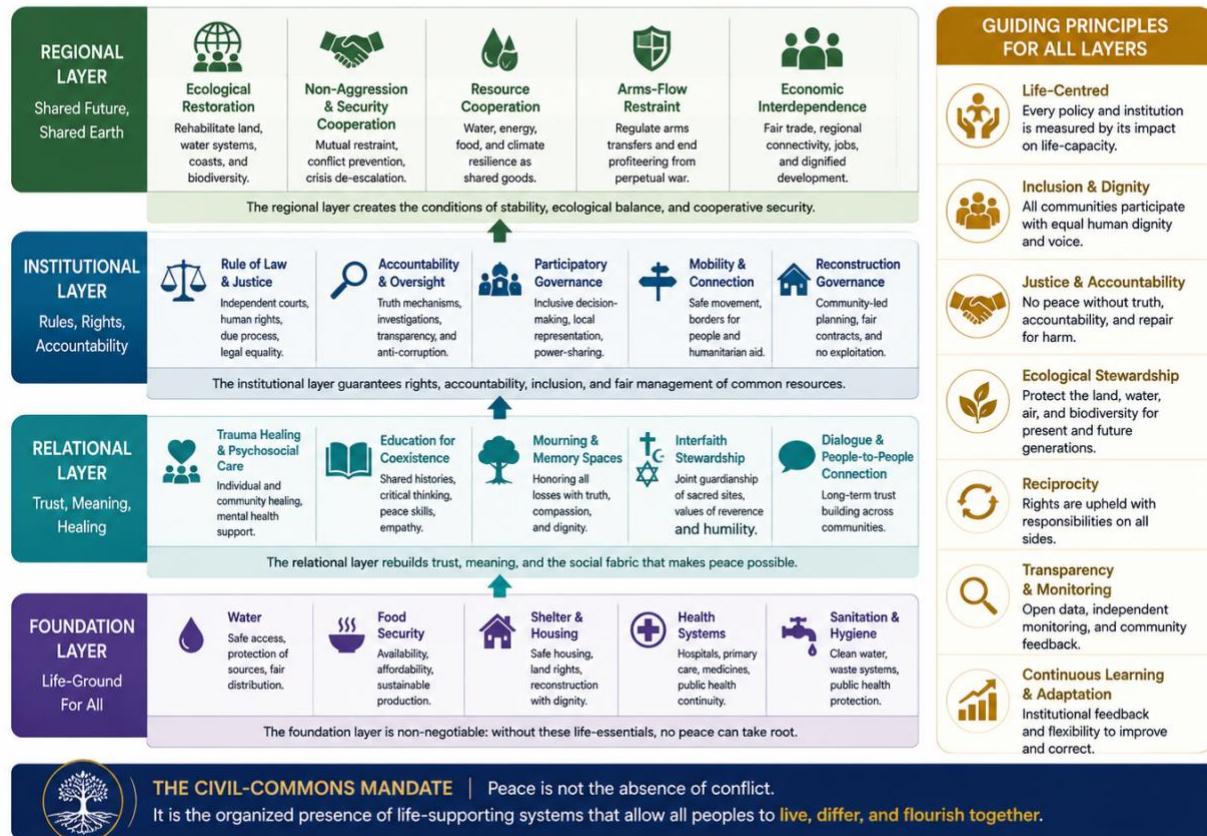 REGIONAL
LAYER
Shared Future,
Shared Earth
Ecological
Restoration
Rehabilitate land,
water systems,
coasts, and
biodiversity.
Non-Aggression
& Security
Cooperation
Mutual restraint,
conflict prevention,
crisis de-escalation.
Resource
Cooperation
Water, energy,
food, and climate
resilience as
shared goods.
Arms-Flow
Restraint
Regulate arms
transfers and end
profiteering from
perpetual war.
Economic
Interdependence
Fair trade, regional
connectivity, jobs,
and dignified
development.
The regional layer creates the conditions of stability, ecological balance, and cooperative security.
INSTITUTIONAL
LAYER
Rules, Rights,
Accountability
Rule of Law
& Justice
Independent courts,
human rights,
due process,
legal equality.
Accountability
& Oversight
Truth mechanisms,
investigations,
transparency, and
anti-corruption.
Participatory
Governance
Inclusive decision-
making, local
representation,
power-sharing.
Mobility &
Connection
Safe movement,
borders for
people and
humanitarian aid.
Reconstruction
Governance
Community-led
planning, fair
contracts, and
no exploitation.
The institutional layer guarantees rights, accountability, inclusion, and fair management of common resources.
RELATIONAL
LAYER
Trust, Meaning,
Healing
Trauma Healing
& Psychosocial
Care
Individual and
community healing,
mental health
support.
Education for
Coexistence
Shared histories,
critical thinking,
peace skills,
empathy.
Mourning &
Memory Spaces
Honoring all
losses with truth,
compassion,
and dignity.
Interfaith
Stewardship
Joint guardianship
of sacred sites,
values of reverence
and humility.
Dialogue &
People-to-People
Connection
Long-term trust
building across
communities.
The relational layer rebuilds trust, meaning, and the social fabric that makes peace possible.
FOUNDATION
LAYER
Life-Ground
For All
Water
Safe access,
protection of
sources, fair
distribution.
Food
Security
Availability,
affordability,
sustainable
production.
Shelter &
Housing
Safe housing,
land rights,
reconstruction
with dignity.
Health
Systems
Hospitals, primary
care, medicines,
public health
continuity.
Sanitation &
Hygiene
Clean water,
waste systems,
public health
protection.
The foundation layer is non-negotiable: without these life-essentials, no peace can take root.
GUIDING PRINCIPLES
FOR ALL LAYERS
Life-Centred
Every policy and institution
is measured by its impact
on life-capacity.
Inclusion & Dignity
All communities participate
with equal human dignity
and voice.
Justice & Accountability
No peace without truth,
accountability, and repair
for harm.
Ecological Stewardship
Protect the land, water,
air, and biodiversity for
present and future
generations.
Reciprocity
Rights are upheld with
responsibilities on all
sides.
Transparency
& Monitoring
Open data, independent
monitoring, and community
feedback.
Continuous Learning
& Adaptation
Institutional feedback
and flexibility to improve
and correct.
THE CIVIL-COMMONS MANDATE | Peace is not the absence of conflict.
It is the organized presence of life-supporting systems that allow all peoples to live, differ, and flourish together.